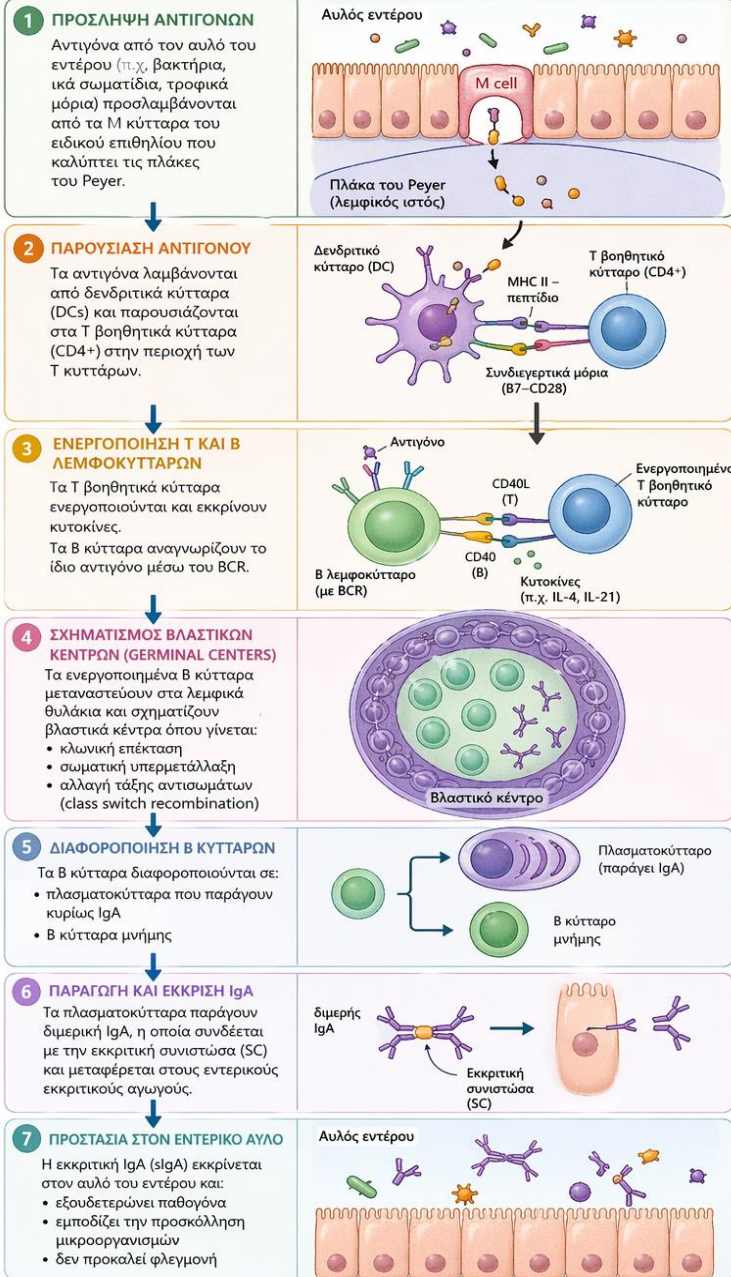 1 ΠΡΟΣΛΗΨΗ ΑΝΤΙΓΟΝΩΝ
Αντιγόνα από τον αυλό του
εντέρου (π.χ, βακτήρια,
ικά σωματίδια, τροφικά
μόρια) προσλαμβάνονται
από τα M κύτταρα του
ειδικού επιθηλίου που
καλύπτει τις πλάκες
του Peyer.
Αυλός εντέρου
M cell
Πλάκα του Peyer
(λεμφικός ιστός)
2 ΠΑΡΟΥΣΙΑΣΗ ΑΝΤΙΓΟΝΟΥ
Τα αντιγόνα λαμβάνονται
από δενδριτικά κύτταρα
(DCs) και παρουσιάζονται
στα Τ βοηθητικά κύτταρα
(CD4+) στην περιοχή των
Τ κυττάρων.
Δενδριτικό
κύτταρο (DC)
MHC II –
πεπτίδιο
Τ βοηθητικό
κύτταρο (CD4+)
Συνδιεγερτικά μόρια
(B7–CD28)
3 ΕΝΕΡΓΟΠΟΙΗΣΗ Τ ΚΑΙ Β
ΛΕΜΦΟΚΥΤΤΑΡΩΝ
Τα Τ βοηθητικά κύτταρα
ενεργοποιούνται και εκκρίνουν
κυτοκίνες.
Τα Β κύτταρα αναγνωρίζουν το
ίδιο αντιγόνο μέσω του BCR.
Αντιγόνο
CD40L
(T)
Ενεργοποιημένο
Τ βοηθητικό
κύτταρο
Β λεμφοκύτταρο
(με BCR)
CD40
(B)
Κυτοκίνες
(π.χ. IL-4, IL-21)
4 ΣΧΗΜΑΤΙΣΜΟΣ ΒΛΑΣΤΙΚΩΝ
ΚΕΝΤΡΩΝ (GERMINAL CENTERS)
Τα ενεργοποιημένα Β κύτταρα
μεταναστεύουν στα λεμφικά
θυλάκια και σχηματίζουν
βλαστικά κέντρα όπου γίνεται:
• κλωνική επέκταση
• σωματική υπερμετάλλαξη
• αλλαγή τάξης αντισωμάτων
(class switch recombination)
Βλαστικό κέντρο
5 ΔΙΑΦΟΡΟΠΟΙΗΣΗ Β ΚΥΤΤΑΡΩΝ
Τα Β κύτταρα διαφοροποιούνται σε:
• πλασματοκύτταρα που παράγουν
κυρίως IgA
• Β κύτταρα μνήμης
Πλασματοκύτταρο
(παράγει IgA)
Β κύτταρο
μνήμης
6 ΠΑΡΑΓΩΓΗ ΚΑΙ ΕΚΚΡΙΣΗ IgA
Τα πλασματοκύτταρα παράγουν
διμερική IgA, η οποία συνδέεται
με την εκκριτική συνιστώσα (SC)
και μεταφέρεται στους εντερικούς
εκκριτικούς αγωγούς.
διμερής
IgA
Εκκριτική
συνιστώσα
(SC)
7 ΠΡΟΣΤΑΣΙΑ ΣΤΟΝ ΕΝΤΕΡΙΚΟ ΑΥΛΟ
Η εκκριτική IgA (sIgA) εκκρίνεται
στον αυλό του εντέρου και:
• εξουδετερώνει παθογόνα
• εμποδίζει την προσκόλληση
μικροοργανισμών
• δεν προκαλεί φλεγμονή
Αυλός εντέρου